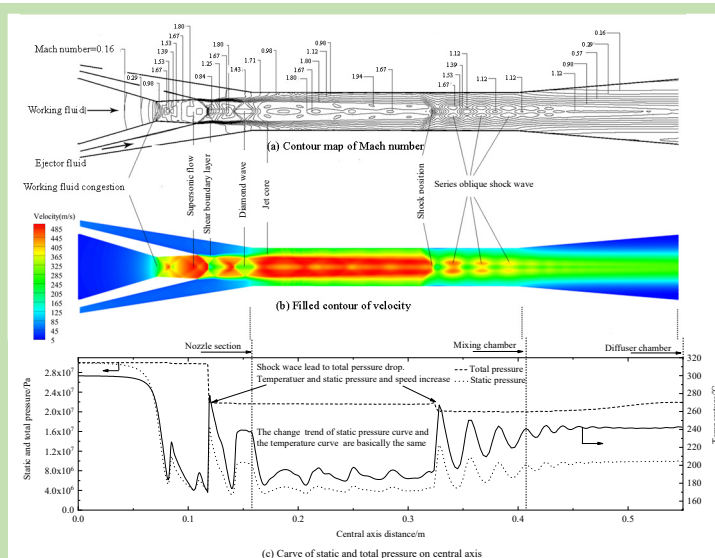 Mach number=0.16
0.29
0.98
1.67
1.53
1.39
1.53
1.67
1.80
1.25
0.84
1.80
1.67
1.43
1.71
0.98
1.67
1.80
1.12
0.98
1.94
1.67
1.67
1.53
1.39
1.12
1.12
1.12
1.12
0.90
0.57
0.29
0.16
Working fluid
Ejector fluid
Working fluid congestion
(a) Contour map of Mach number
Supersonic flow
Shear boundary layer
Diamond wave
Jet core
Shock position
Series oblique shock wave
Velocity(m/s)
485
445
405
365
325
285
245
205
165
125
85
45
5
(b) Filled contour of velocity
Nozzle section
Mixing chamber
Diffuser chamber
Shock wace lead to total perssure drop.
Temperatuer and static pressure and speed increase
Total pressure
Static pressure
The change trend of static pressure curve and
the temperature curve are basically the same
Static and total pressure/Pa
2.8x10⁷
2.4x10⁷
2.0x10⁷
1.6x10⁷
1.2x10⁷
8.0x10⁶
4.0x10⁶
0.0
320
300
280
260
240
220
200
180
160
0.0
0.1
0.2
0.3
0.4
0.5
Central axis distance/m
(c) Carve of static and total pressure on central axis